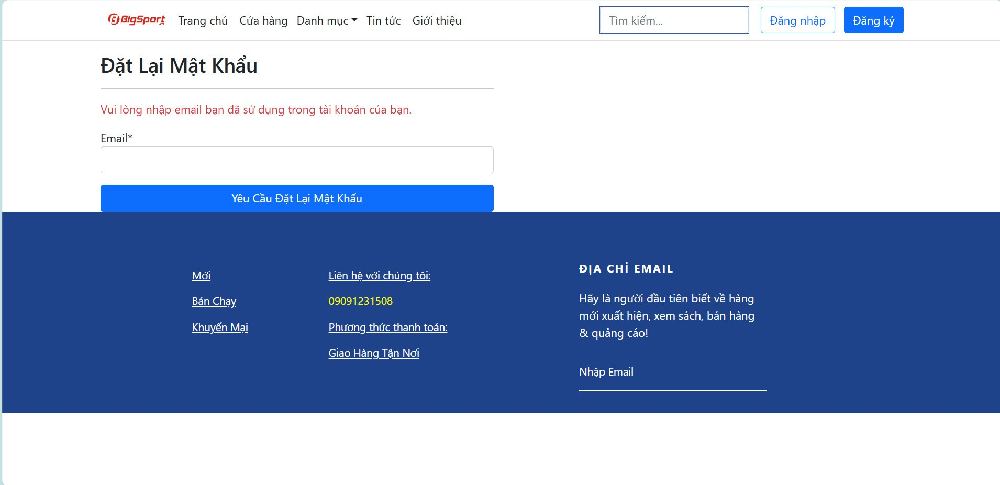 BigSport
Trang chủ
Cửa hàng
Danh mục
Tin tức
Giới thiệu
Tìm kiếm...
Đăng nhập
Đăng ký
Đặt Lại Mật Khẩu
Vui lòng nhập email bạn đã sử dụng trong tài khoản của bạn.
Email*
Yêu Cầu Đặt Lại Mật Khẩu
Mới
Bán Chạy
Khuyến Mại
Liên hệ với chúng tôi:
09091231508
Phương thức thanh toán:
Giao Hàng Tận Nơi
ĐỊA CHỈ EMAIL
Hãy là người đầu tiên biết về hàng
mới xuất hiện, xem sách, bán hàng
& quảng cáo!
Nhập Email